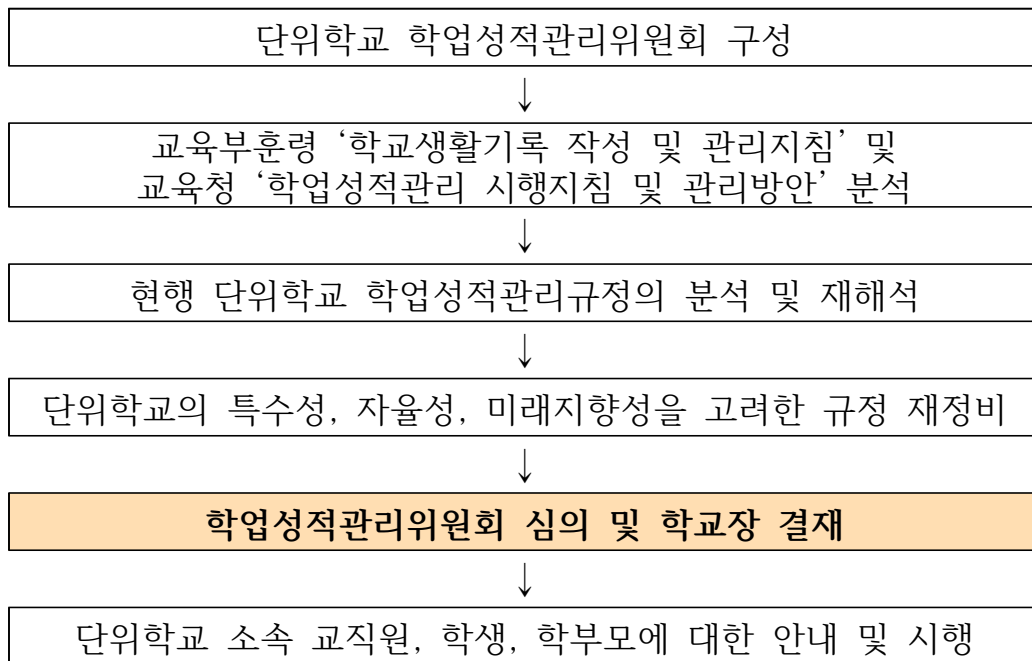 단위학교 학업성적관리위원회 구성
↓
교육부훈령 ‘학교생활기록 작성 및 관리지침’ 및
교육청 ‘학업성적관리 시행지침 및 관리방안’ 분석
↓
현행 단위학교 학업성적관리규정의 분석 및 재해석
↓
단위학교의 특수성, 자율성, 미래지향성을 고려한 규정 재정비
↓
학업성적관리위원회 심의 및 학교장 결재
↓
단위학교 소속 교직원, 학생, 학부모에 대한 안내 및 시행